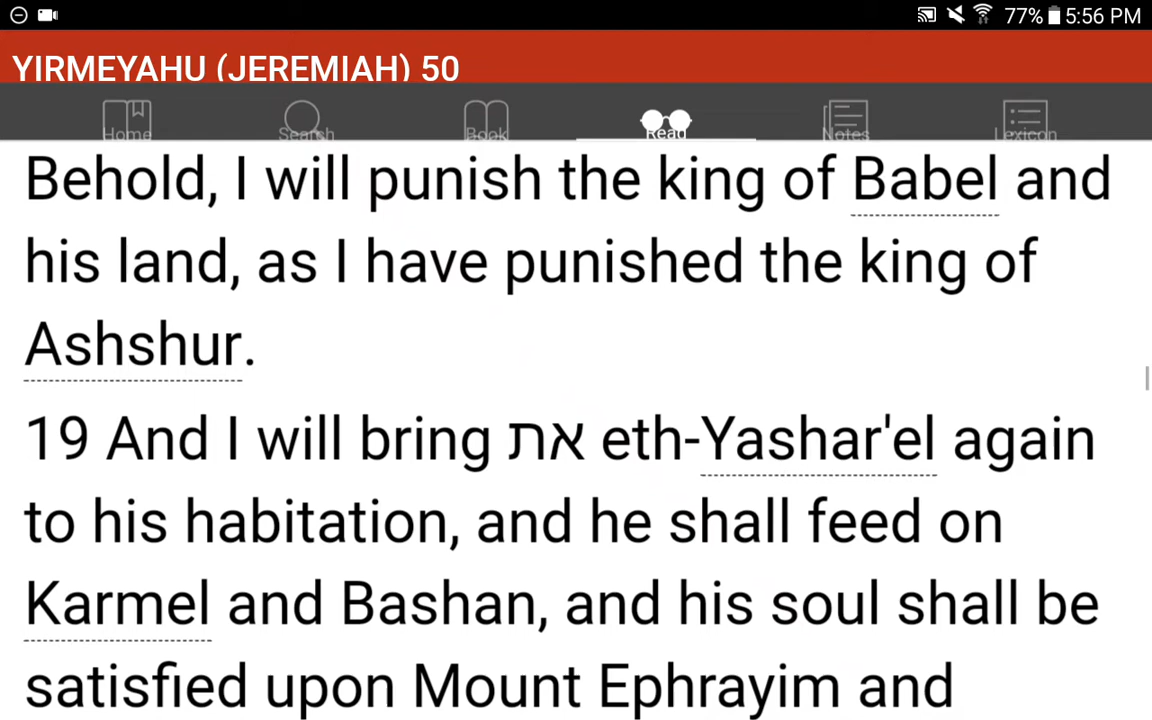 77% 5:56 PM
YIRMEYAHU (JEREMIAH) 50
Home Search Book Read Notes Lexicon
Behold, I will punish the king of Babel and
his land, as I have punished the king of
Ashshur.
19 And I will bring את eth-Yashar'el again
to his habitation, and he shall feed on
Karmel and Bashan, and his soul shall be
satisfied upon Mount Ephrayim and